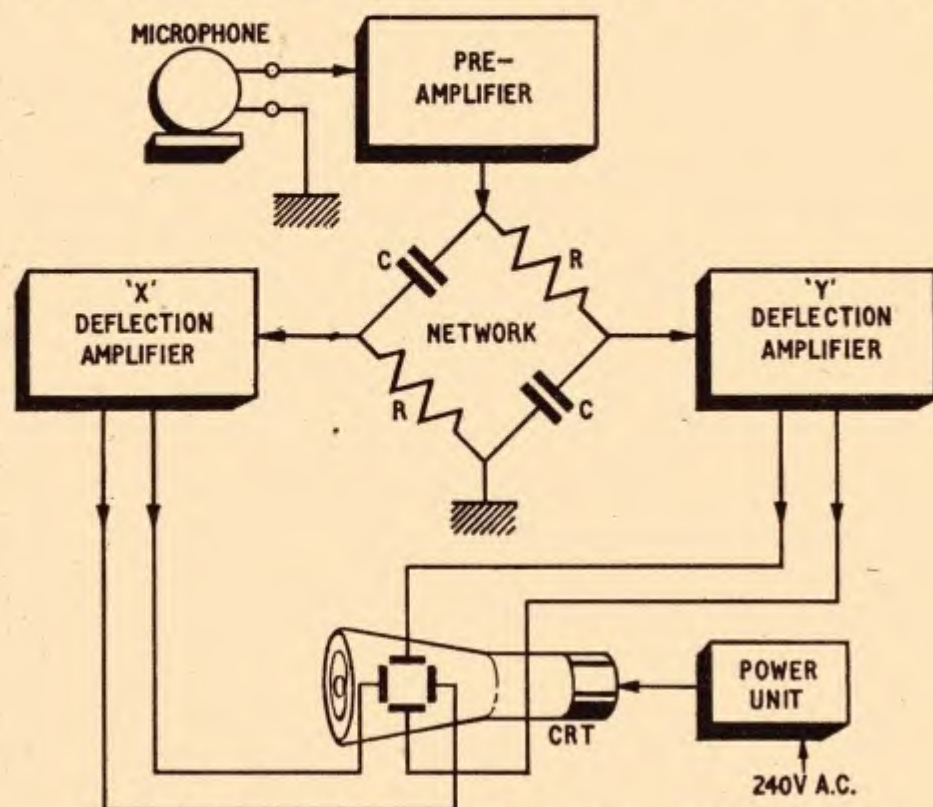 MICROPHONE
PRE-
AMPLIFIER
C
R
'X'
DEFLECTION
AMPLIFIER
NETWORK
'Y'
DEFLECTION
AMPLIFIER
R
C
POWER
UNIT
CRT
240V A.C.